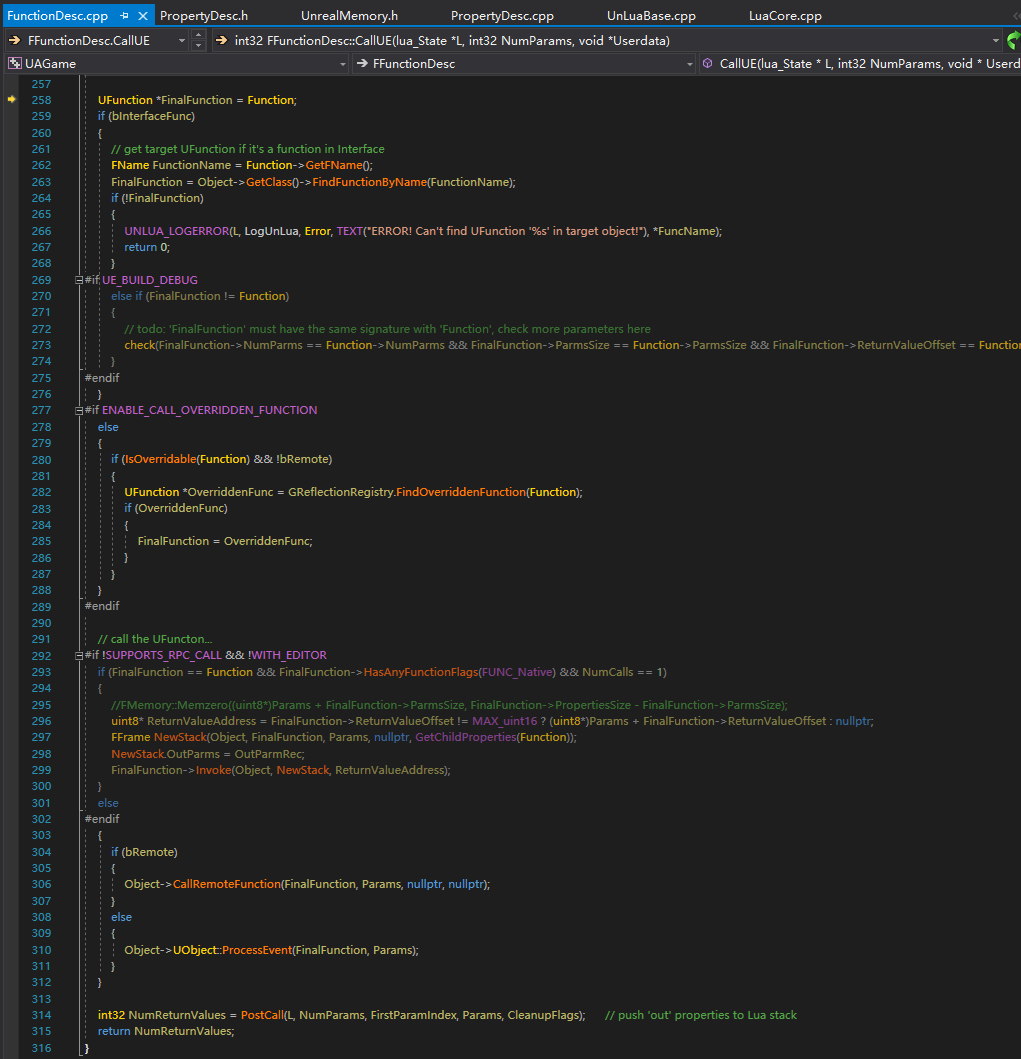 FunctionDesc.cpp PropertyDesc.h UnrealMemory.h PropertyDesc.cpp UnLuaBase.cpp LuaCore.cpp
FFunctionDesc.CallUE int32 FFunctionDesc::CallUE(lua_State *L, int32 NumParams, void *Userdata)
UAGame FFunctionDesc CallUE(lua_State * L, int32 NumParams, void * Userd
257
258 UFunction *FinalFunction = Function;
259 if (bInterfaceFunc)
260 {
261 // get target UFunction if it's a function in Interface
262 FName FunctionName = Function->GetFName();
263 FinalFunction = Object->GetClass()->FindFunctionByName(FunctionName);
264 if (!FinalFunction)
265 {
266 UNLUA_LOGERROR(L, LogUnLua, Error, TEXT("ERROR! Can't find UFunction '%s' in target object!"), *FuncName);
267 return 0;
268 }
269 #if UE_BUILD_DEBUG
270 else if (FinalFunction != Function)
271 {
272 // todo: 'FinalFunction' must have the same signature with 'Function', check more parameters here
273 check(FinalFunction->NumParms == Function->NumParms && FinalFunction->ParmsSize == Function->ParmsSize && FinalFunction->ReturnValueOffset == Function
274 }
275 #endif
276 }
277 #if ENABLE_CALL_OVERRIDDEN_FUNCTION
278 else
279 {
280 if (IsOverridable(Function) && !bRemote)
281 {
282 UFunction *OverriddenFunc = GReflectionRegistry.FindOverriddenFunction(Function);
283 if (OverriddenFunc)
284 {
285 FinalFunction = OverriddenFunc;
286 }
287 }
288 }
289 #endif
290
291 // call the UFuncton...
292 #if !SUPPORTS_RPC_CALL && !WITH_EDITOR
293 if (FinalFunction == Function && FinalFunction->HasAnyFunctionFlags(FUNC_Native) && NumCalls == 1)
294 {
295 //FMemory::Memzero((uint8*)Params + FinalFunction->ParmsSize, FinalFunction->PropertiesSize - FinalFunction->ParmsSize);
296 uint8* ReturnValueAddress = FinalFunction->ReturnValueOffset != MAX_uint16 ? (uint8*)Params + FinalFunction->ReturnValueOffset : nullptr;
297 FFrame NewStack(Object, FinalFunction, Params, nullptr, GetChildProperties(Function));
298 NewStack.OutParms = OutParmRec;
299 FinalFunction->Invoke(Object, NewStack, ReturnValueAddress);
300 }
301 else
302 #endif
303 {
304 if (bRemote)
305 {
306 Object->CallRemoteFunction(FinalFunction, Params, nullptr, nullptr);
307 }
308 else
309 {
310 Object->UObject::ProcessEvent(FinalFunction, Params);
311 }
312 }
313
314 int32 NumReturnValues = PostCall(L, NumParams, FirstParamIndex, Params, CleanupFlags); // push 'out' properties to Lua stack
315 return NumReturnValues;
316 }